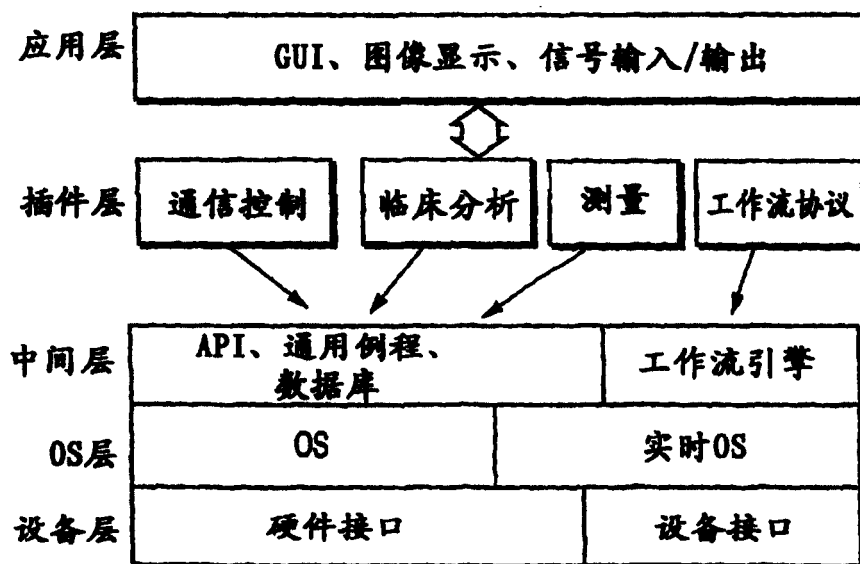 应用层
GUI、图像显示、信号输入/输出
插件层
通信控制
临床分析
测量
工作流协议
中间层
API、通用例程、
数据库
工作流引擎
OS层
OS
实时OS
设备层
硬件接口
设备接口